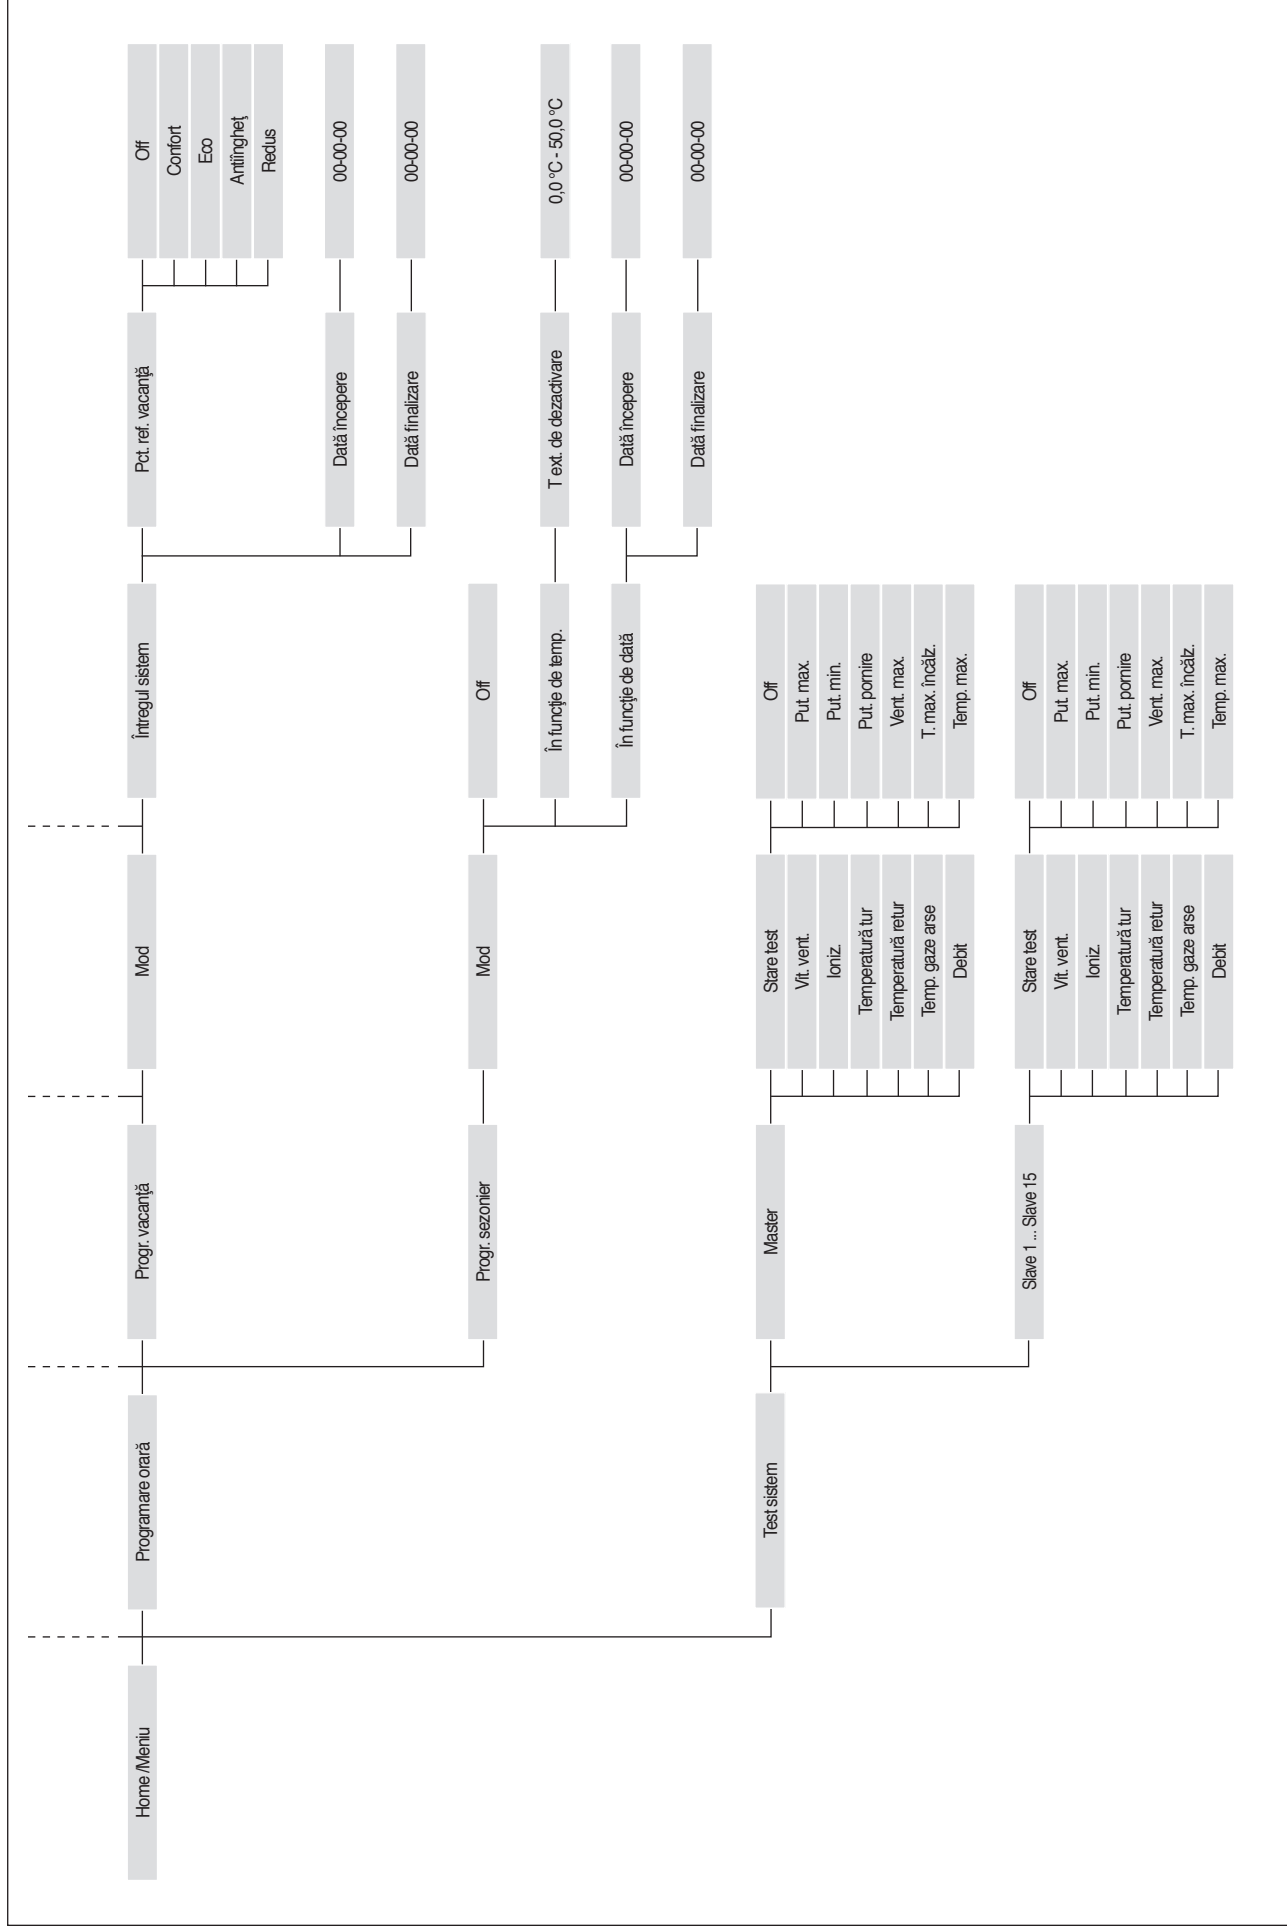 Home /Meniu
Programare orară
Progr. vacanţă
Mod
Întregul sistem
Pct. ref. vacanţă
Off
Confort
Eco
Antiîngheţ
Redus
Dată începere
00-00-00
Dată finalizare
00-00-00
Progr. sezonier
Mod
Off
În funcţie de temp.
T ext. de dezactivare
0,0 °C - 50,0 °C
În funcţie de dată
Dată începere
00-00-00
Dată finalizare
00-00-00
Test sistem
Master
Stare test
Vit. vent.
Ioniz.
Temperatură tur
Temperatură retur
Temp. gaze arse
Debit
Off
Put. max.
Put. min.
Put. pornire
Vent. max.
T. max. încălz.
Temp. max.
Slave 1 ... Slave 15
Stare test
Vit. vent.
Ioniz.
Temperatură tur
Temperatură retur
Temp. gaze arse
Debit
Off
Put. max.
Put. min.
Put. pornire
Vent. max.
T. max. încălz.
Temp. max.